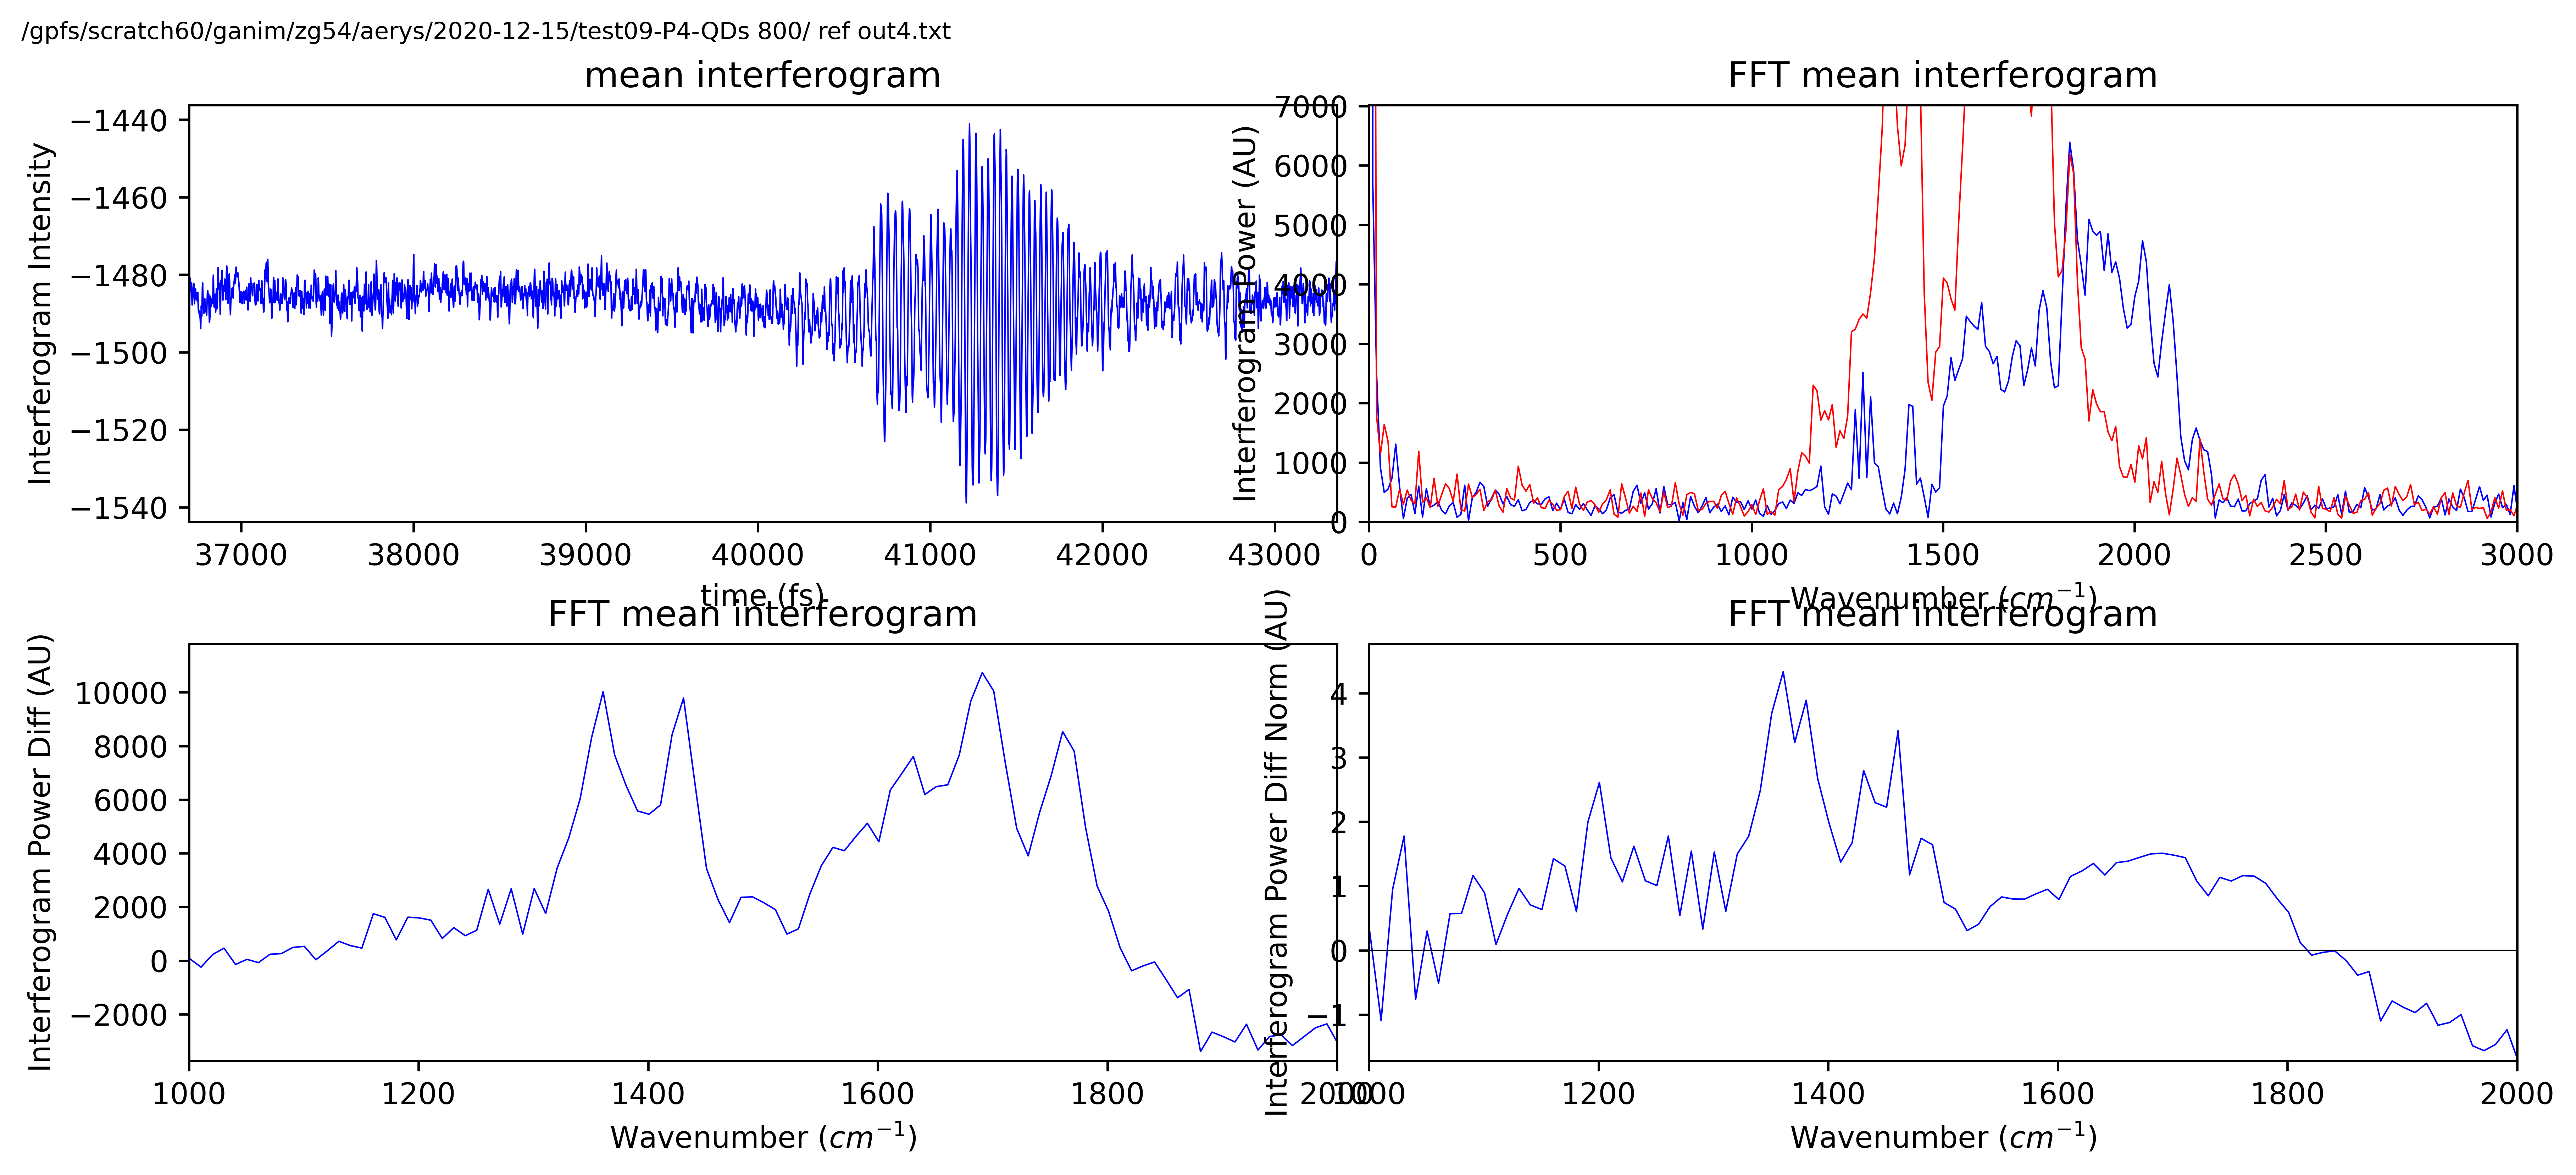 /gpfs/scratch60/ganim/zg54/aerys/2020-12-15/test09-P4-QDs 800/ ref out4.txt
mean interferogram
Interferogram Intensity
−1440
−1460
−1480
−1500
−1520
−1540
37000 38000 39000 40000 41000 42000 43000
time (fs)
FFT mean interferogram
Interferogram Power (AU)
7000
6000
5000
4000
3000
2000
1000
0
0 500 1000 1500 2000 2500 3000
Wavenumber (cm−1)
FFT mean interferogram
Interferogram Power Diff (AU)
10000
8000
6000
4000
2000
0
−2000
1000 1200 1400 1600 1800 2000
Wavenumber (cm−1)
FFT mean interferogram
Interferogram Power Diff Norm (AU)
4
3
2
1
0
−1
1000 1200 1400 1600 1800 2000
Wavenumber (cm−1)